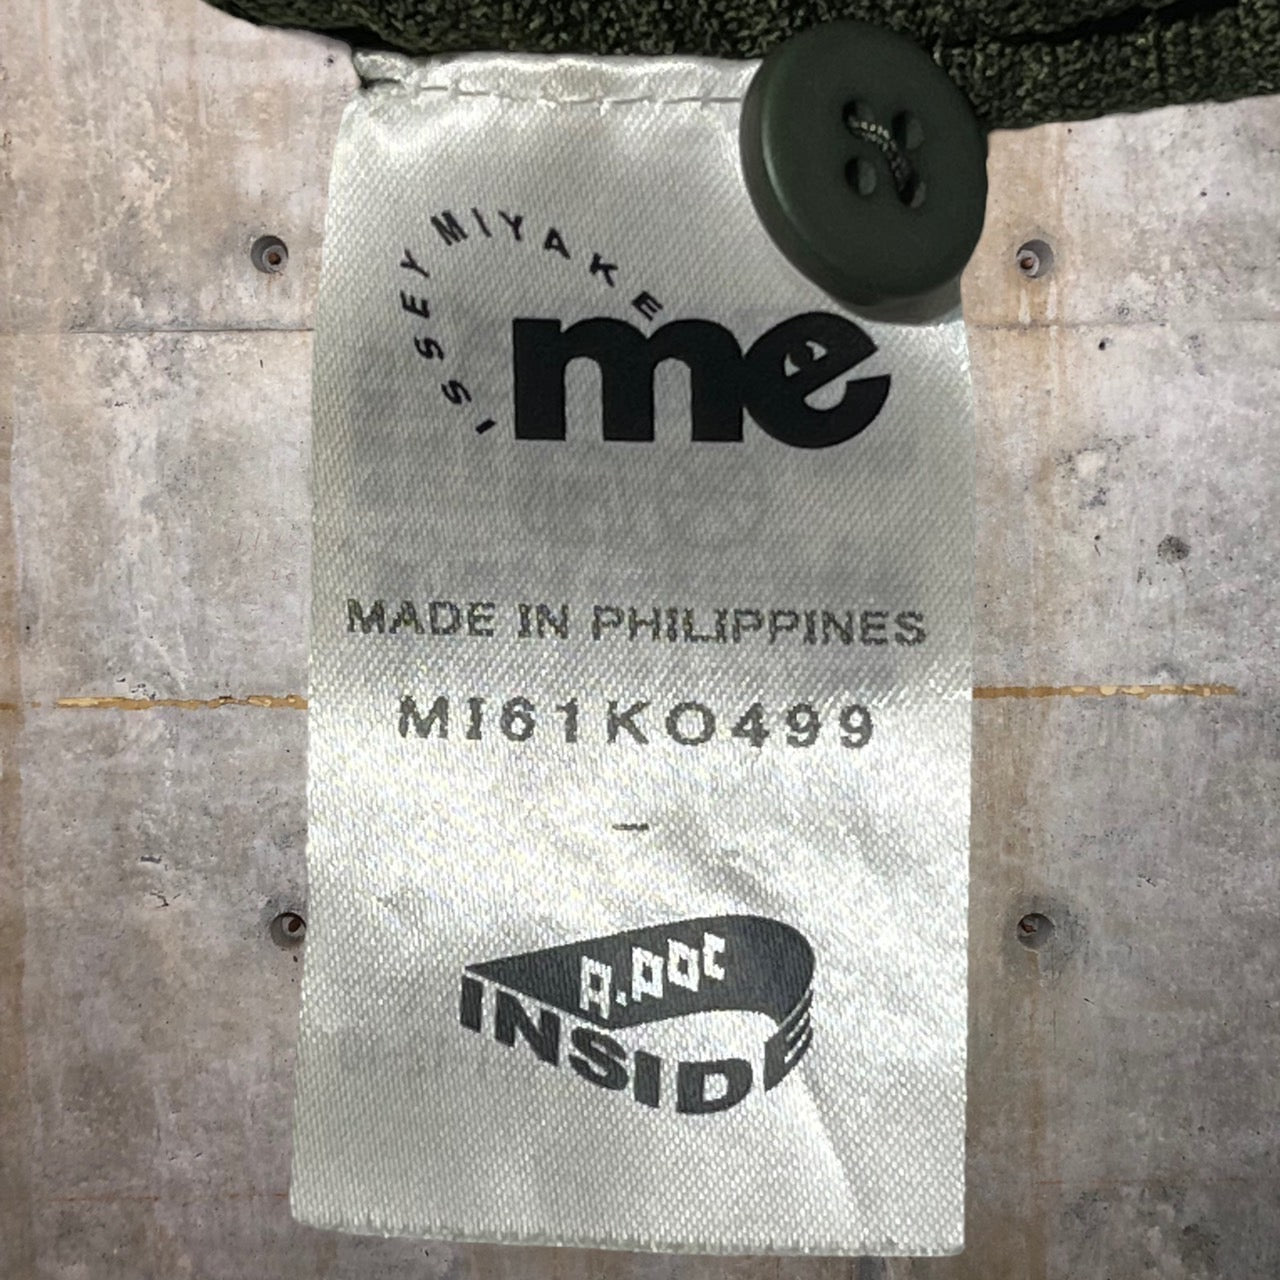 ISSEY MIYAKE
me
MADE IN PHILIPPINES
MI61KO499
-
A.POC
INSIDE